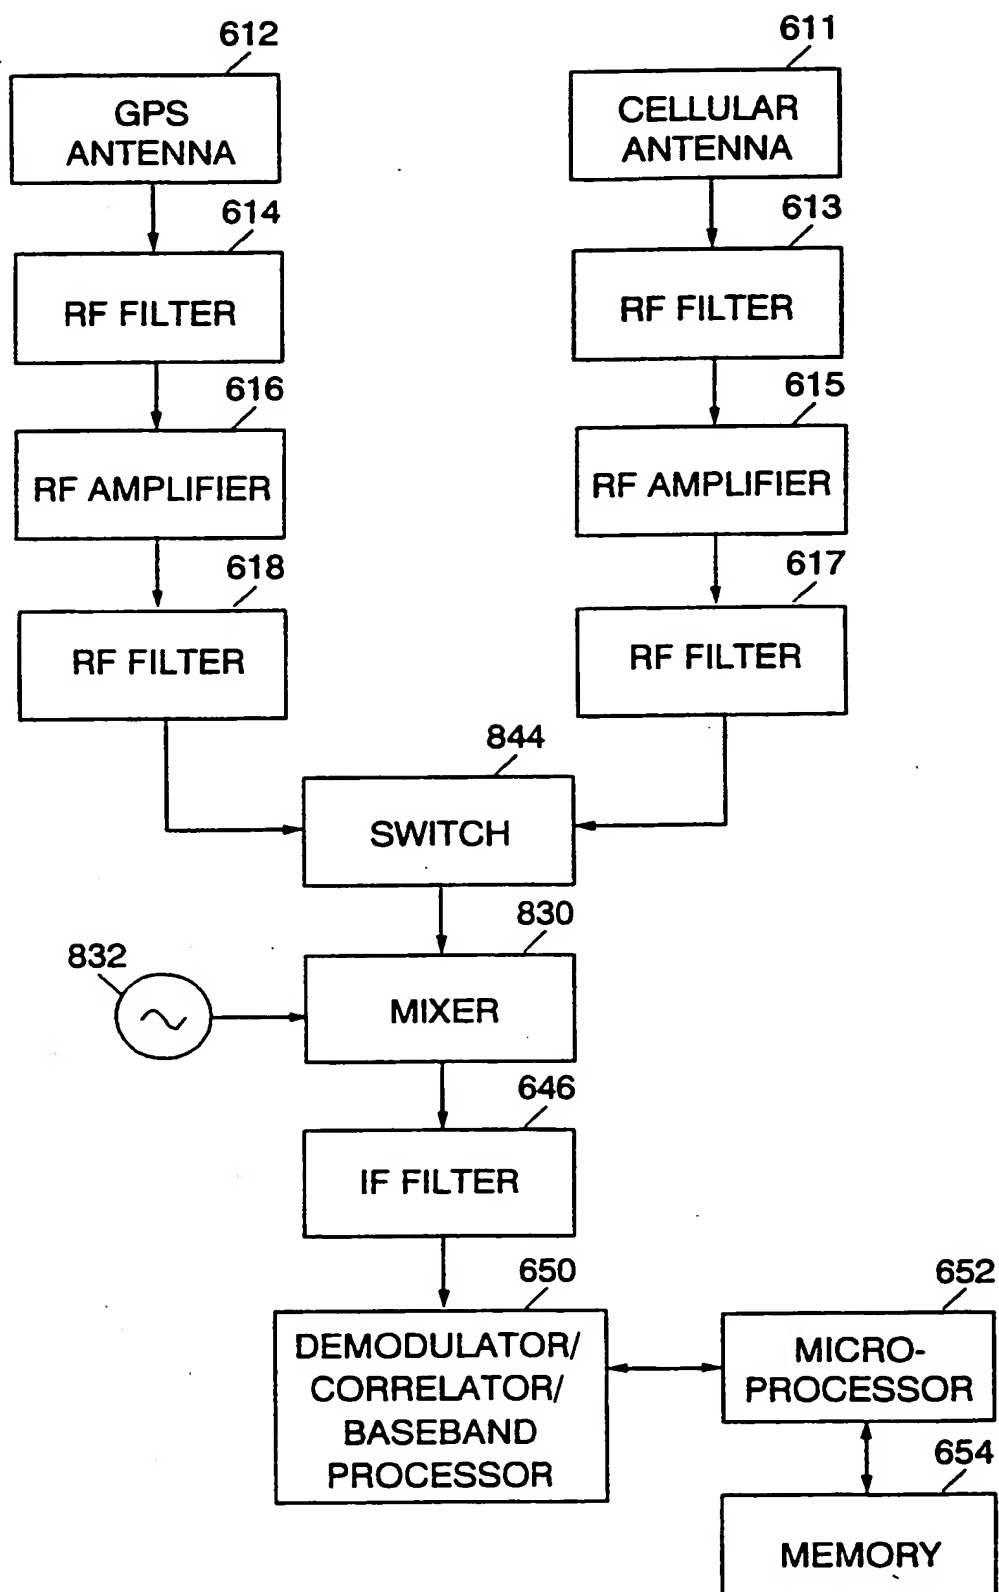 612
611
GPS
ANTENNA
CELLULAR
ANTENNA
614
613
RF FILTER
RF FILTER
616
615
RF AMPLIFIER
RF AMPLIFIER
618
617
RF FILTER
RF FILTER
844
SWITCH
830
832
MIXER
646
IF FILTER
650
652
DEMODULATOR/
CORRELATOR/
BASEBAND
PROCESSOR
MICRO-
PROCESSOR
654
MEMORY